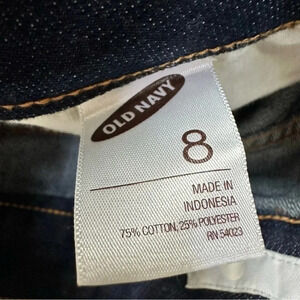 OLD NAVY
8
MADE IN
INDONESIA
75% COTTON, 25% POLYESTER
RN 54023